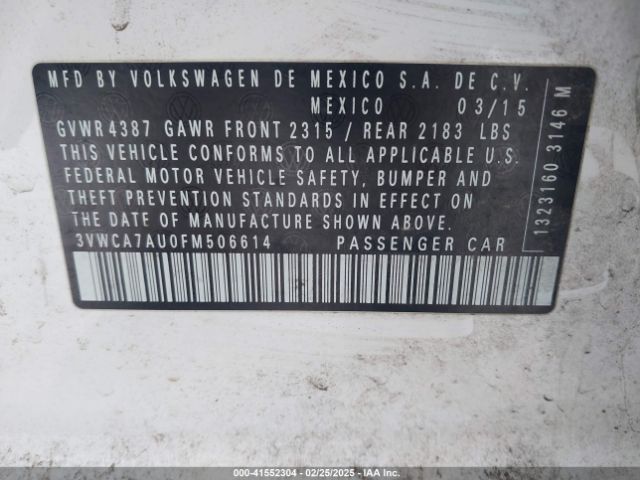 MFD BY VOLKSWAGEN DE MEXICO S.A. DE C.V.
MEXICO 03/15
GVWR 4387 GAWR FRONT 2315 / REAR 2183 LBS
THIS VEHICLE CONFORMS TO ALL APPLICABLE U.S.
FEDERAL MOTOR VEHICLE SAFETY, BUMPER AND
THEFT PREVENTION STANDARDS IN EFFECT ON
THE DATE OF MANUFACTURE SHOWN ABOVE.
3VWCA7AU0FM506614 PASSENGER CAR
1323160 3146 M
000-41552304 - 02/25/2025 - IAAI.COM